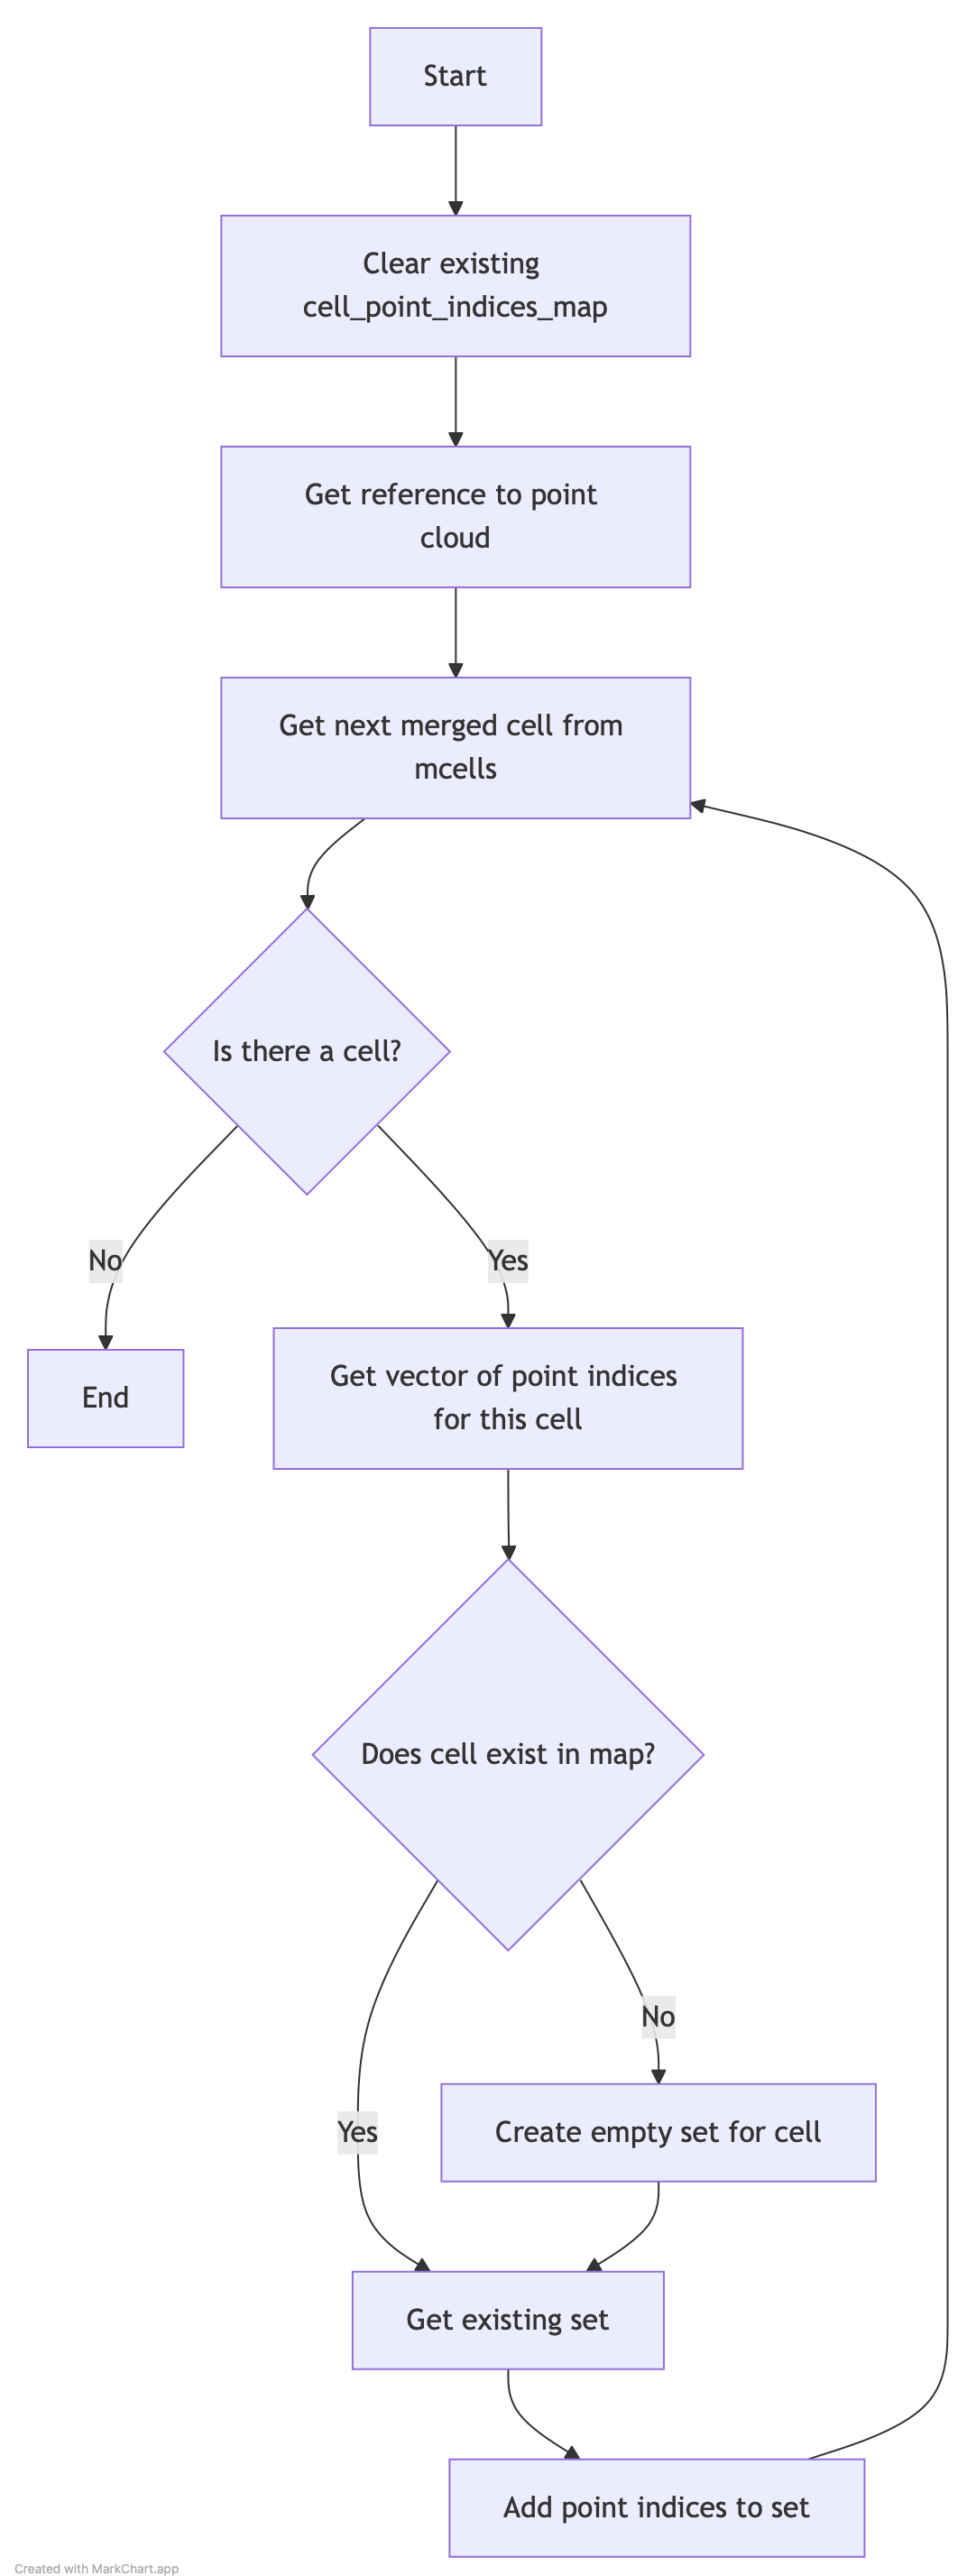 Start
Clear existing
cell_point_indices_map
Get reference to point
cloud
Get next merged cell from
mcells
Is there a cell?
No
Yes
End
Get vector of point indices
for this cell
Does cell exist in map?
No
Yes
Create empty set for cell
Get existing set
Add point indices to set
Created with MarkChart.app